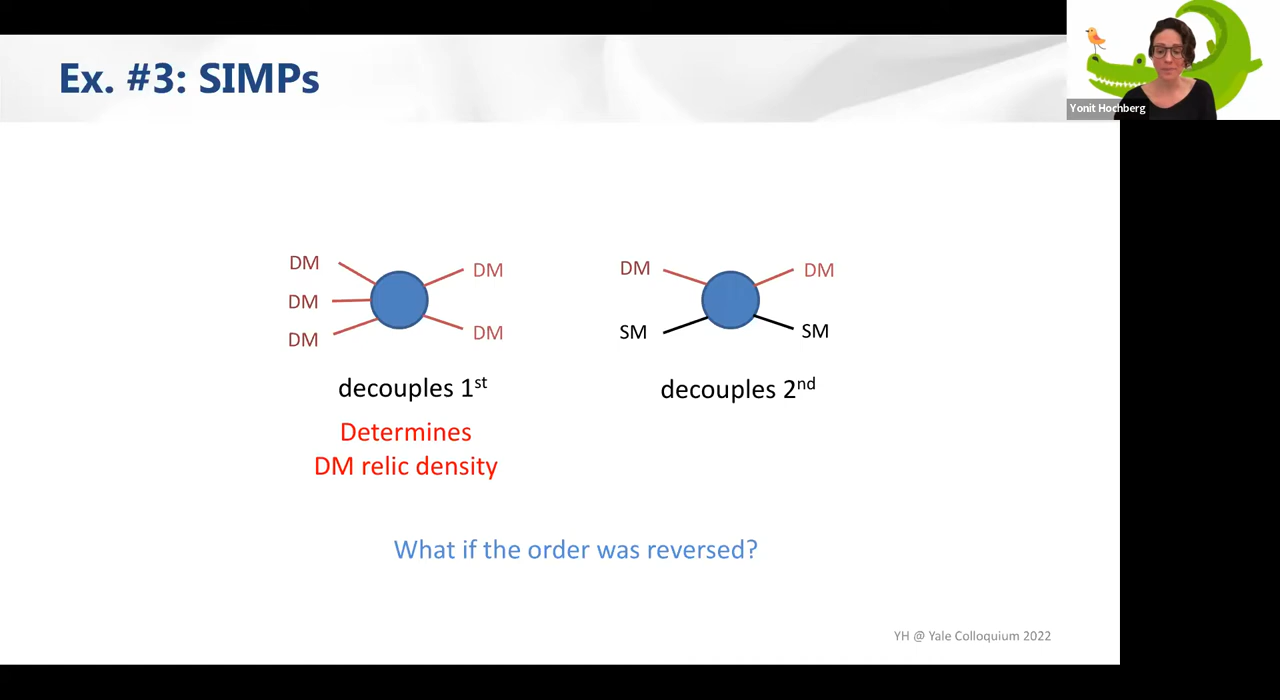 Ex. #3: SIMPs
Yonit Hochberg
DM
DM
DM
DM
DM
decouples 1st
Determines
DM relic density
DM
SM
DM
SM
decouples 2nd
What if the order was reversed?
YH @ Yale Colloquium 2022